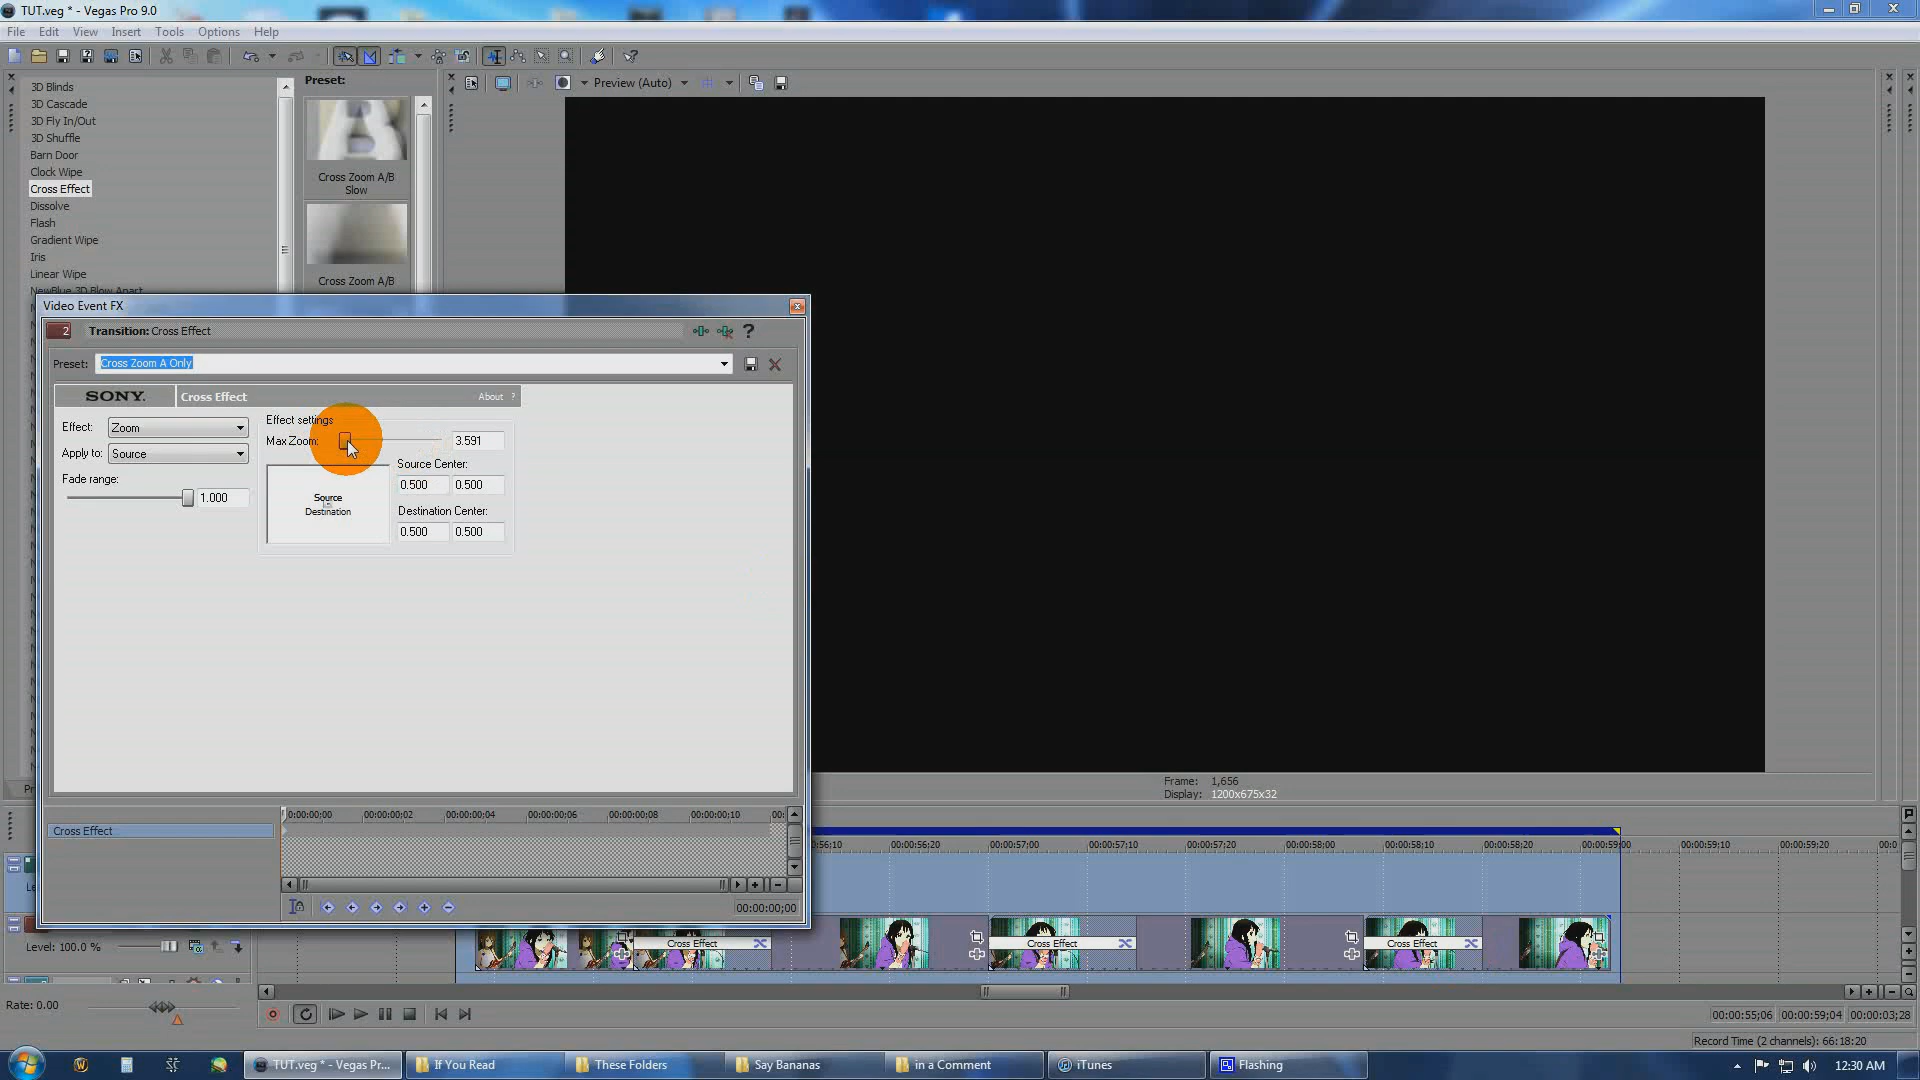 TUT.veg * - Vegas Pro 9.0
File Edit View Insert Tools Options Help
Preview (Auto)
3D Blinds
3D Cascade
3D Fly In/Out
3D Shuffle
Barn Door
Clock Wipe
Cross Effect
Dissolve
Flash
Gradient Wipe
Iris
Linear Wipe
NewBlue 3D Blow Apart
Preset:
Cross Zoom A/B
Slow
Cross Zoom A/B
Video Event FX
2
Transition: Cross Effect
?
Preset: Cross Zoom A Only
SONY. Cross Effect About ?
Effect: Zoom
Apply to: Source
Fade range:
1.000
Effect settings
Max Zoom: 3.591
Source
Destination
Source Center:
0.500 0.500
Destination Center:
0.500 0.500
Frame: 1,656
Display: 1200x675x32
Cross Effect
0:00:00;00 00:00:00;02 00:00:00;04 00:00:00;06 00:00:00;08 00:00:00;10 00:
00:00:00;00
56:10 00:00:56:20 00:00:57:00 00:00:57:10 00:00:57:20 00:00:58:00 00:00:58:10 00:00:58:20 00:00:59:00 00:00:59:10 00:00:59:20 00:0
Level: 100.0 %
Cross Effect
Cross Effect
Cross Effect
Rate: 0.00
00:00:55;06 00:00:59;04 00:00:03;28
Record Time (2 channels): 66:18:20
TUT.veg * - Vegas Pr...
If You Read
These Folders
Say Bananas
in a Comment
iTunes
Flashing
12:30 AM